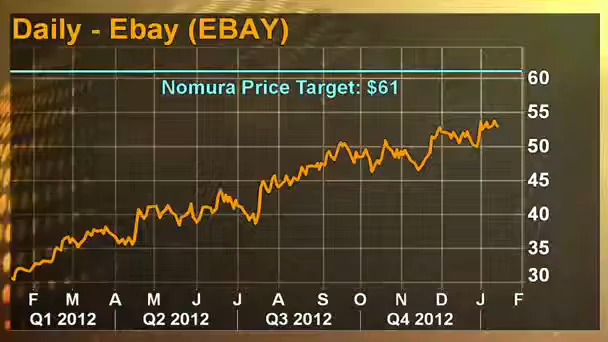 Daily - Ebay (EBAY)
Nomura Price Target: $61
60
55
50
45
40
35
30
F M A M J J A S O N D J F
Q1 2012 Q2 2012 Q3 2012 Q4 2012